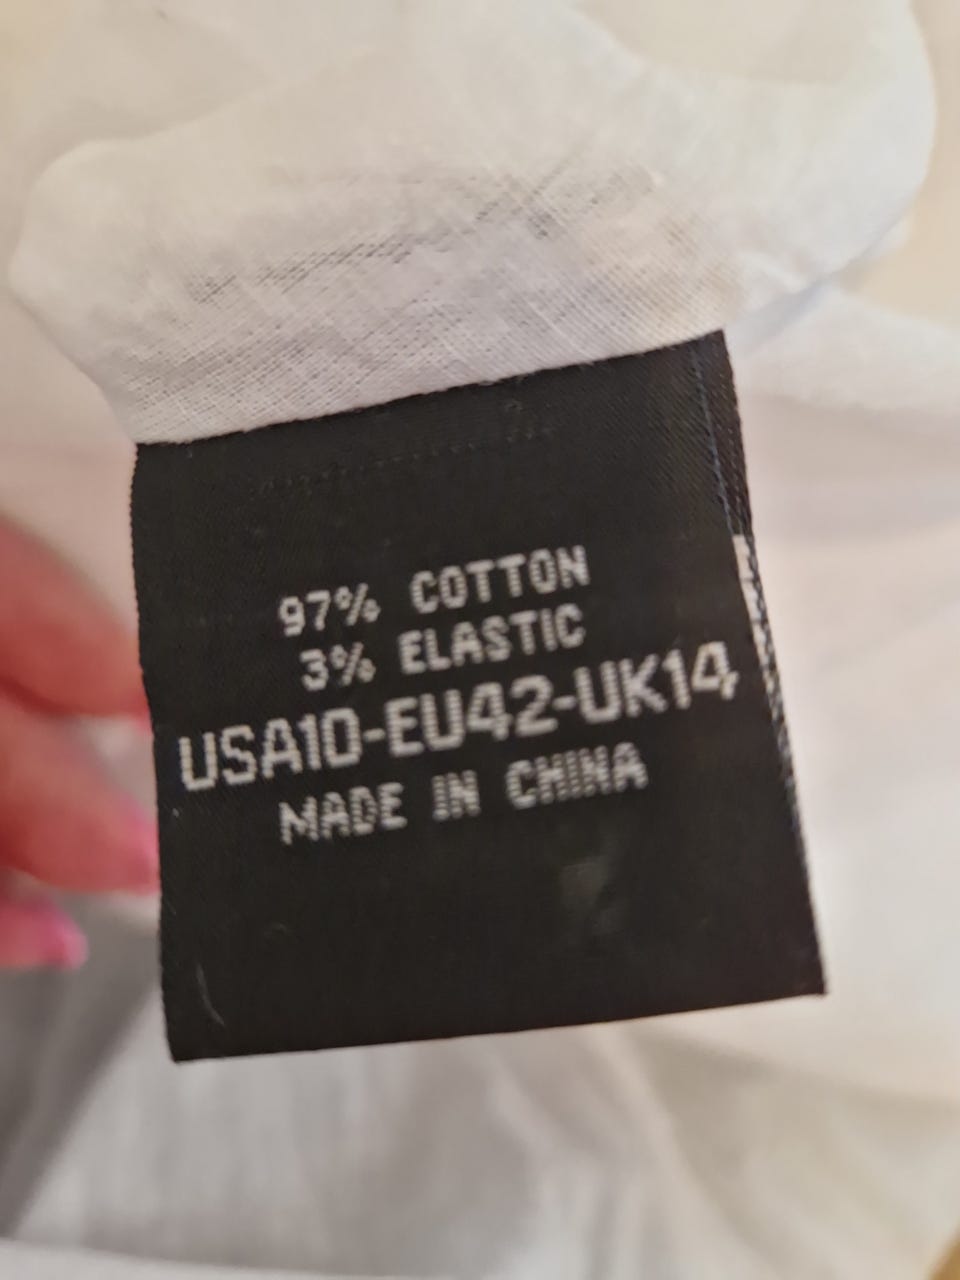 97% COTTON
3% ELASTIC
USA10-EU42-UK14
MADE IN CHINA